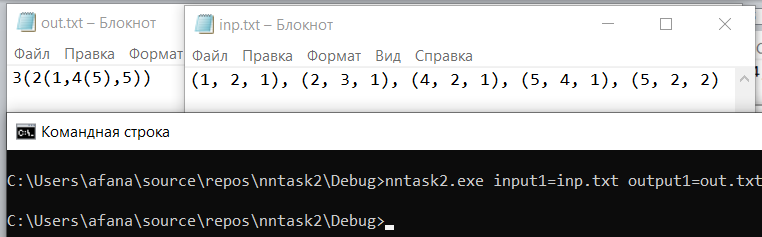 out.txt – Блокнот
Файл Правка Формат
3(2(1,4(5),5))
inp.txt – Блокнот
Файл Правка Формат Вид Справка
(1, 2, 1), (2, 3, 1), (4, 2, 1), (5, 4, 1), (5, 2, 2)
Командная строка
C:\Users\afana\source\repos\nntask2\Debug>nntask2.exe input1=inp.txt output1=out.txt
C:\Users\afana\source\repos\nntask2\Debug>